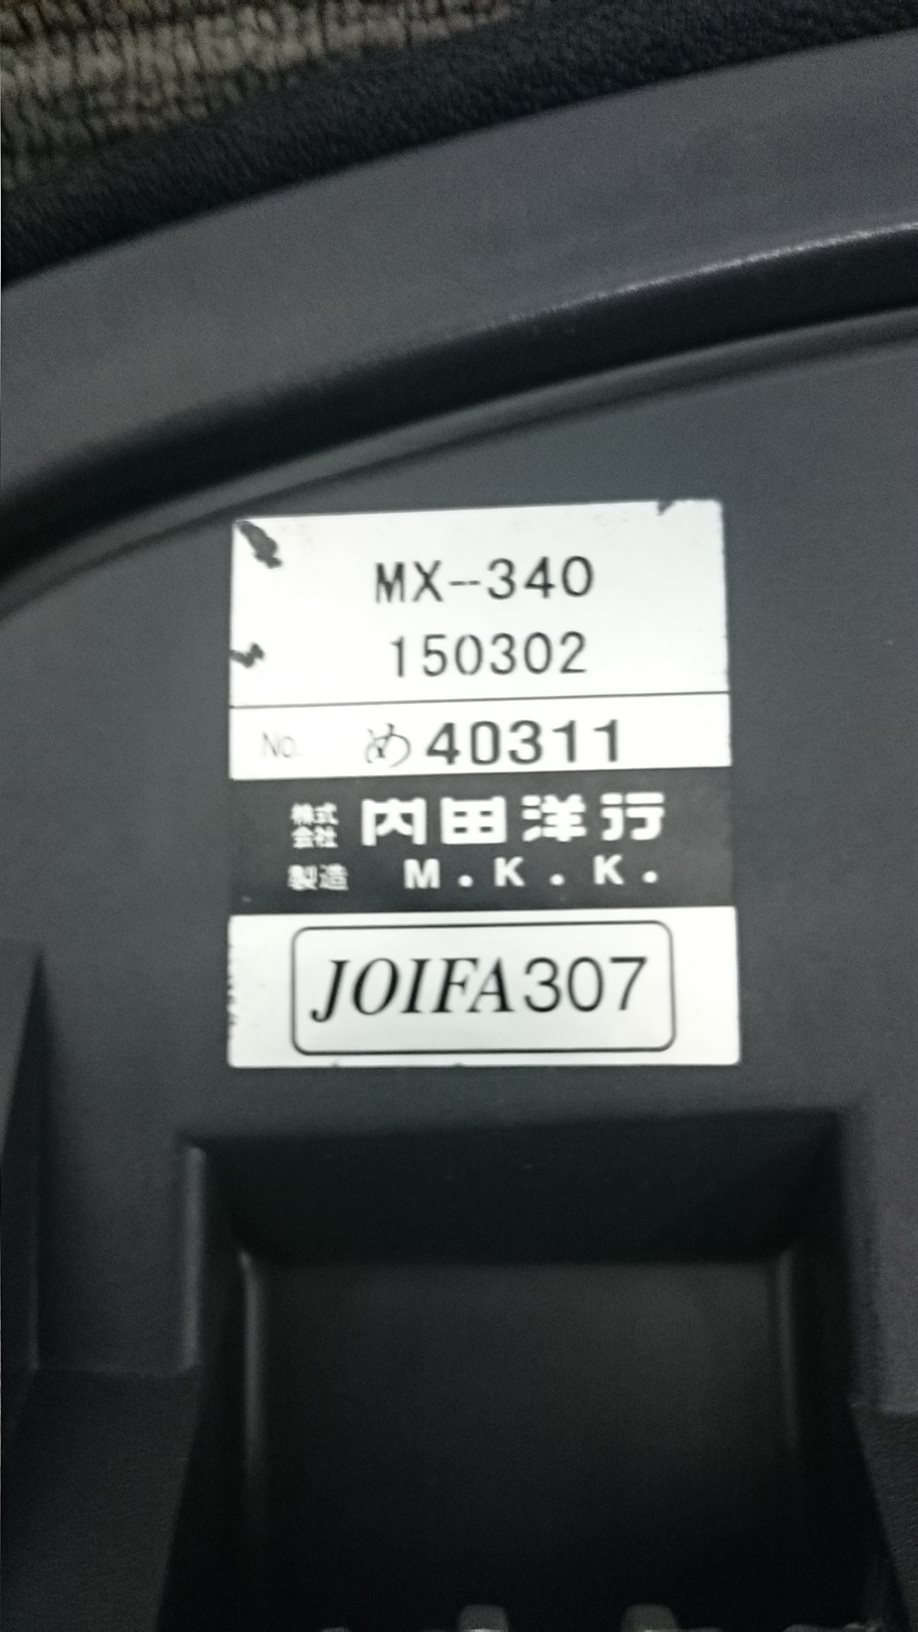 MX-340
150302
No. め40311
株式会社 内田洋行
製造 M.K.K.
JOIFA307